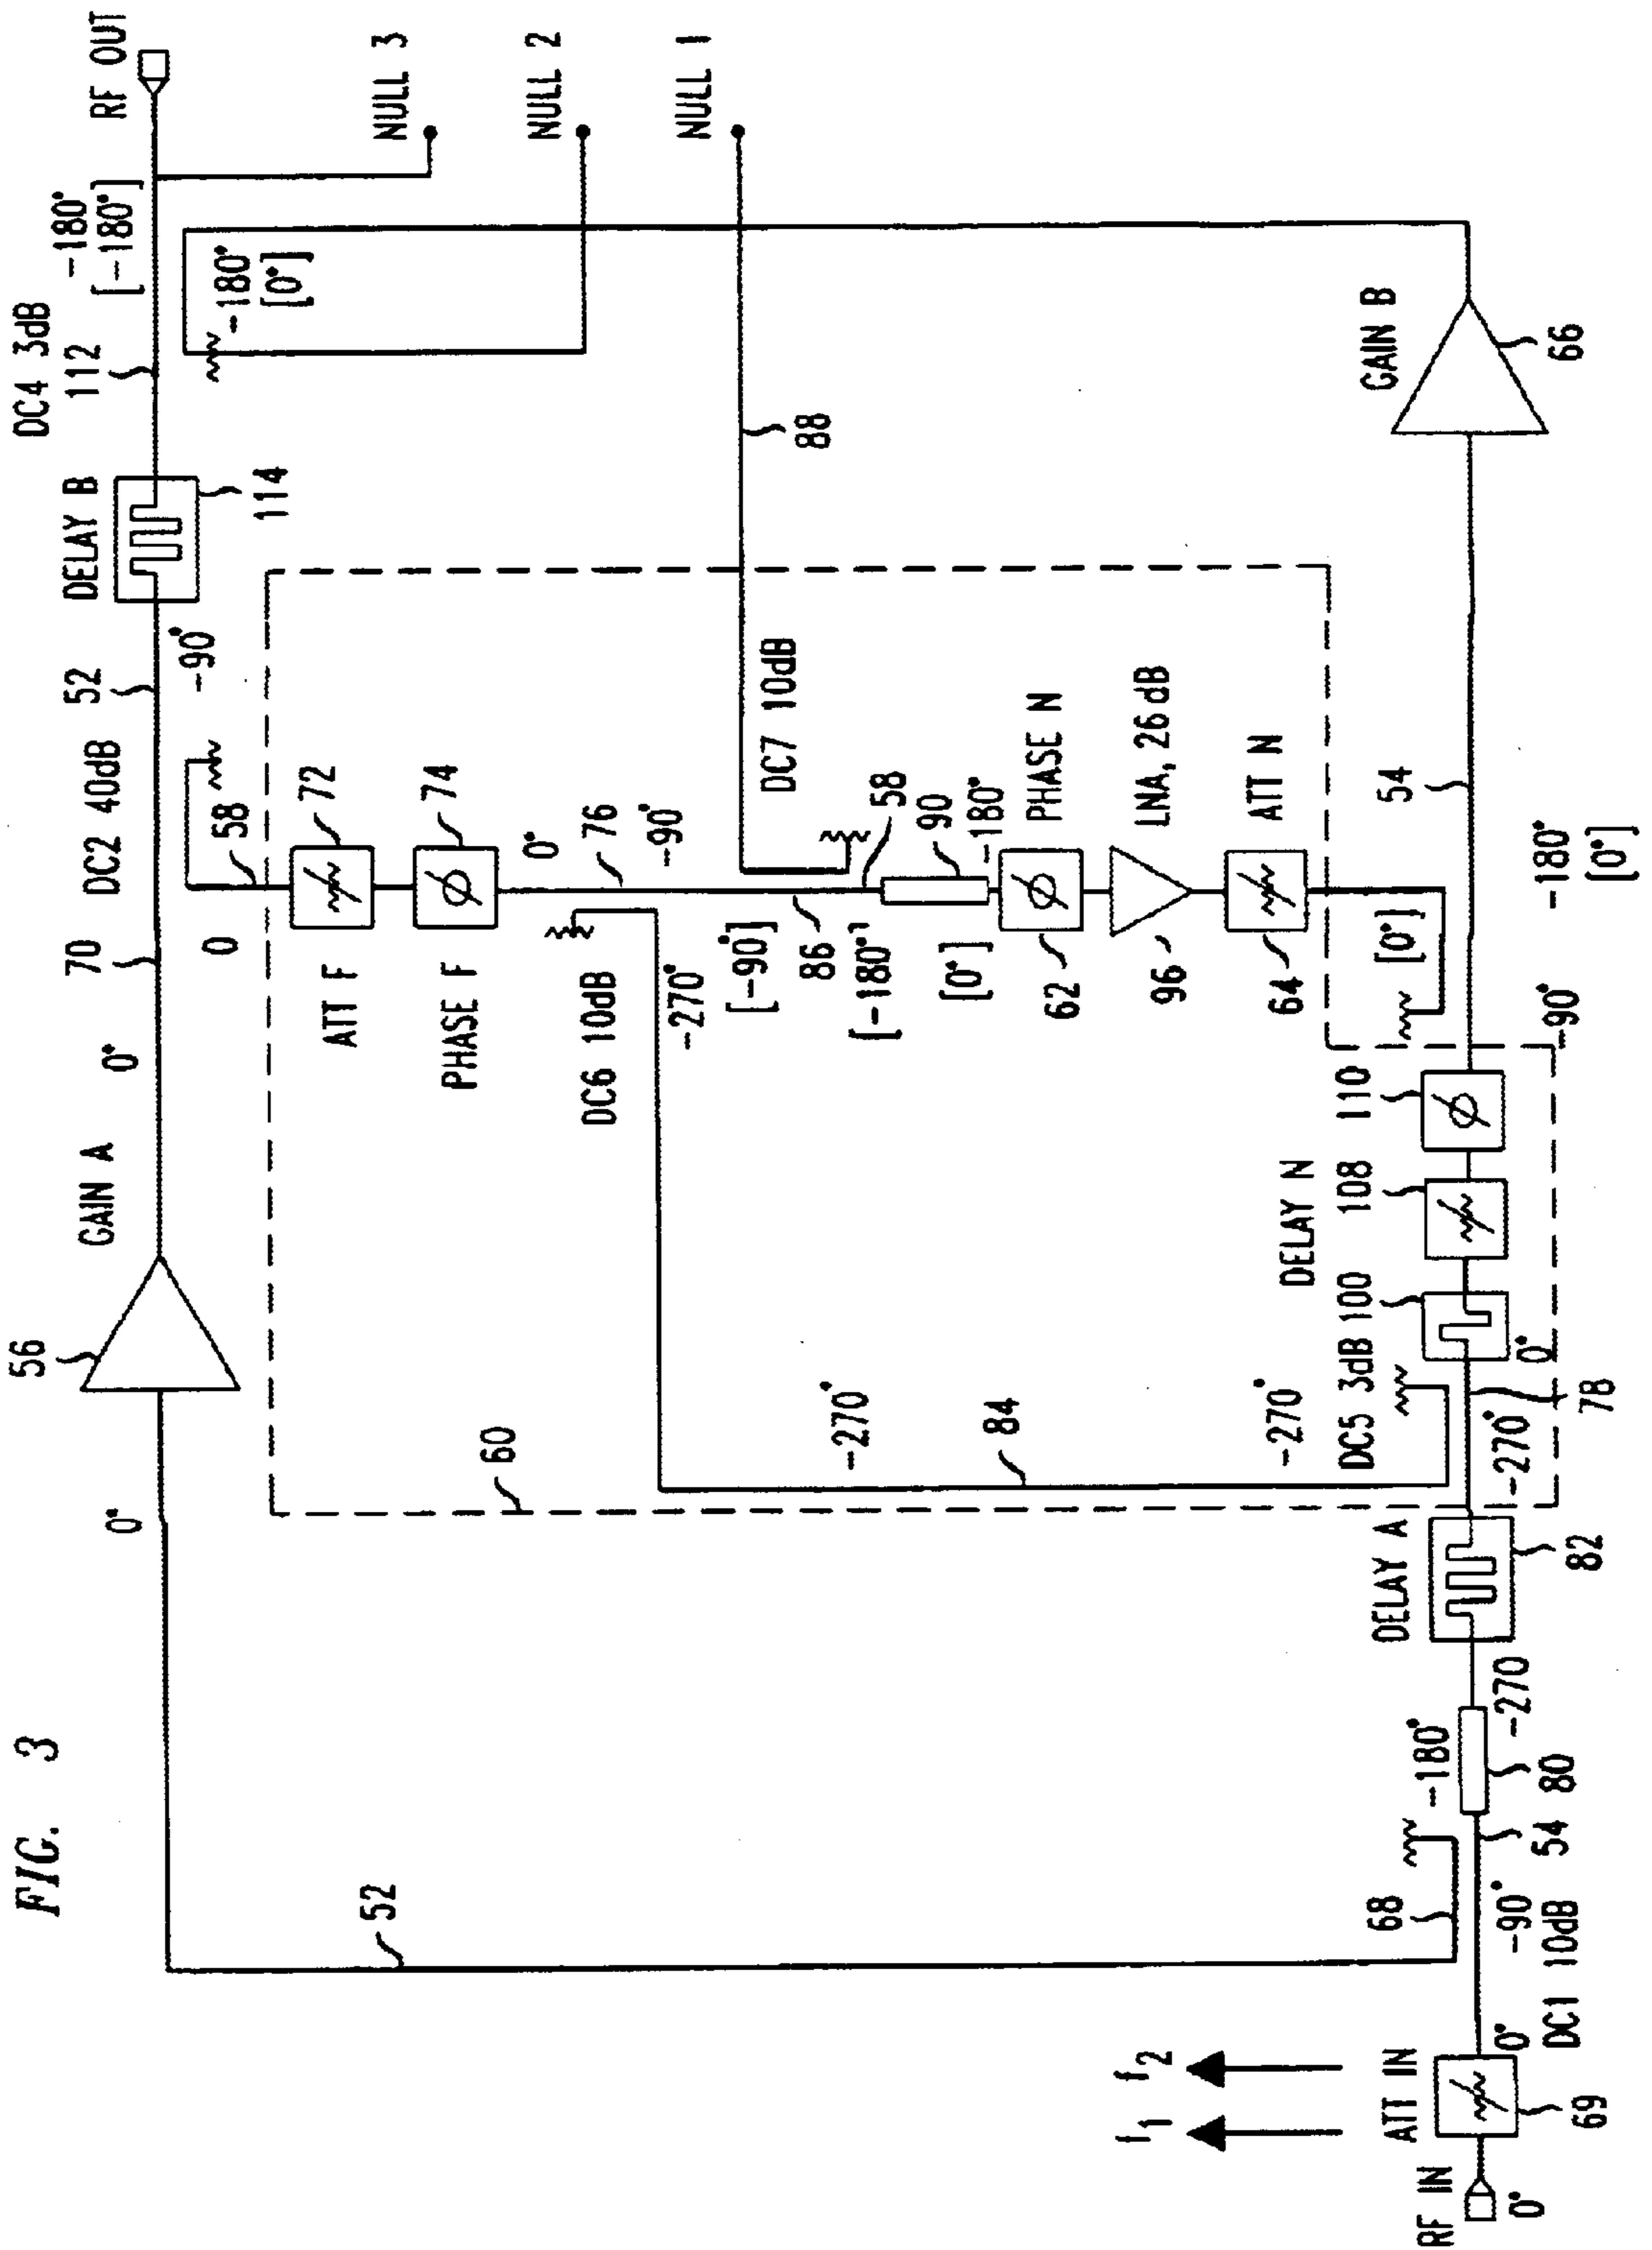 FIG. 3
DC4 3dB
RF OUT
-180°
[-180°]
56
GAIN A
70
DC2 40dB
52
DELAY B
112
0°
0°
-90°
114
0
58
-180°
[0°]
NULL 3
52
ATT F
72
60
PHASE F
74
0°
NULL 2
DC6 10dB
76
-90°
-270°
NULL 1
[-90°]
DC7 10dB
88
86
58
-270°
[-180°]
90
-180°
[0°]
PHASE N
62
84
f1
f2
LNA, 26 dB
96
ATT N
64
-270°
DELAY N
[0°]
GAIN B
DC5 3dB
100
108
110
54
68
DELAY A
ATT IN
-180°
RF IN
0°
0°
-90°
-270
-270°
0°
-90°
-180°
[0°]
66
DC1 10dB
54
80
82
78
69